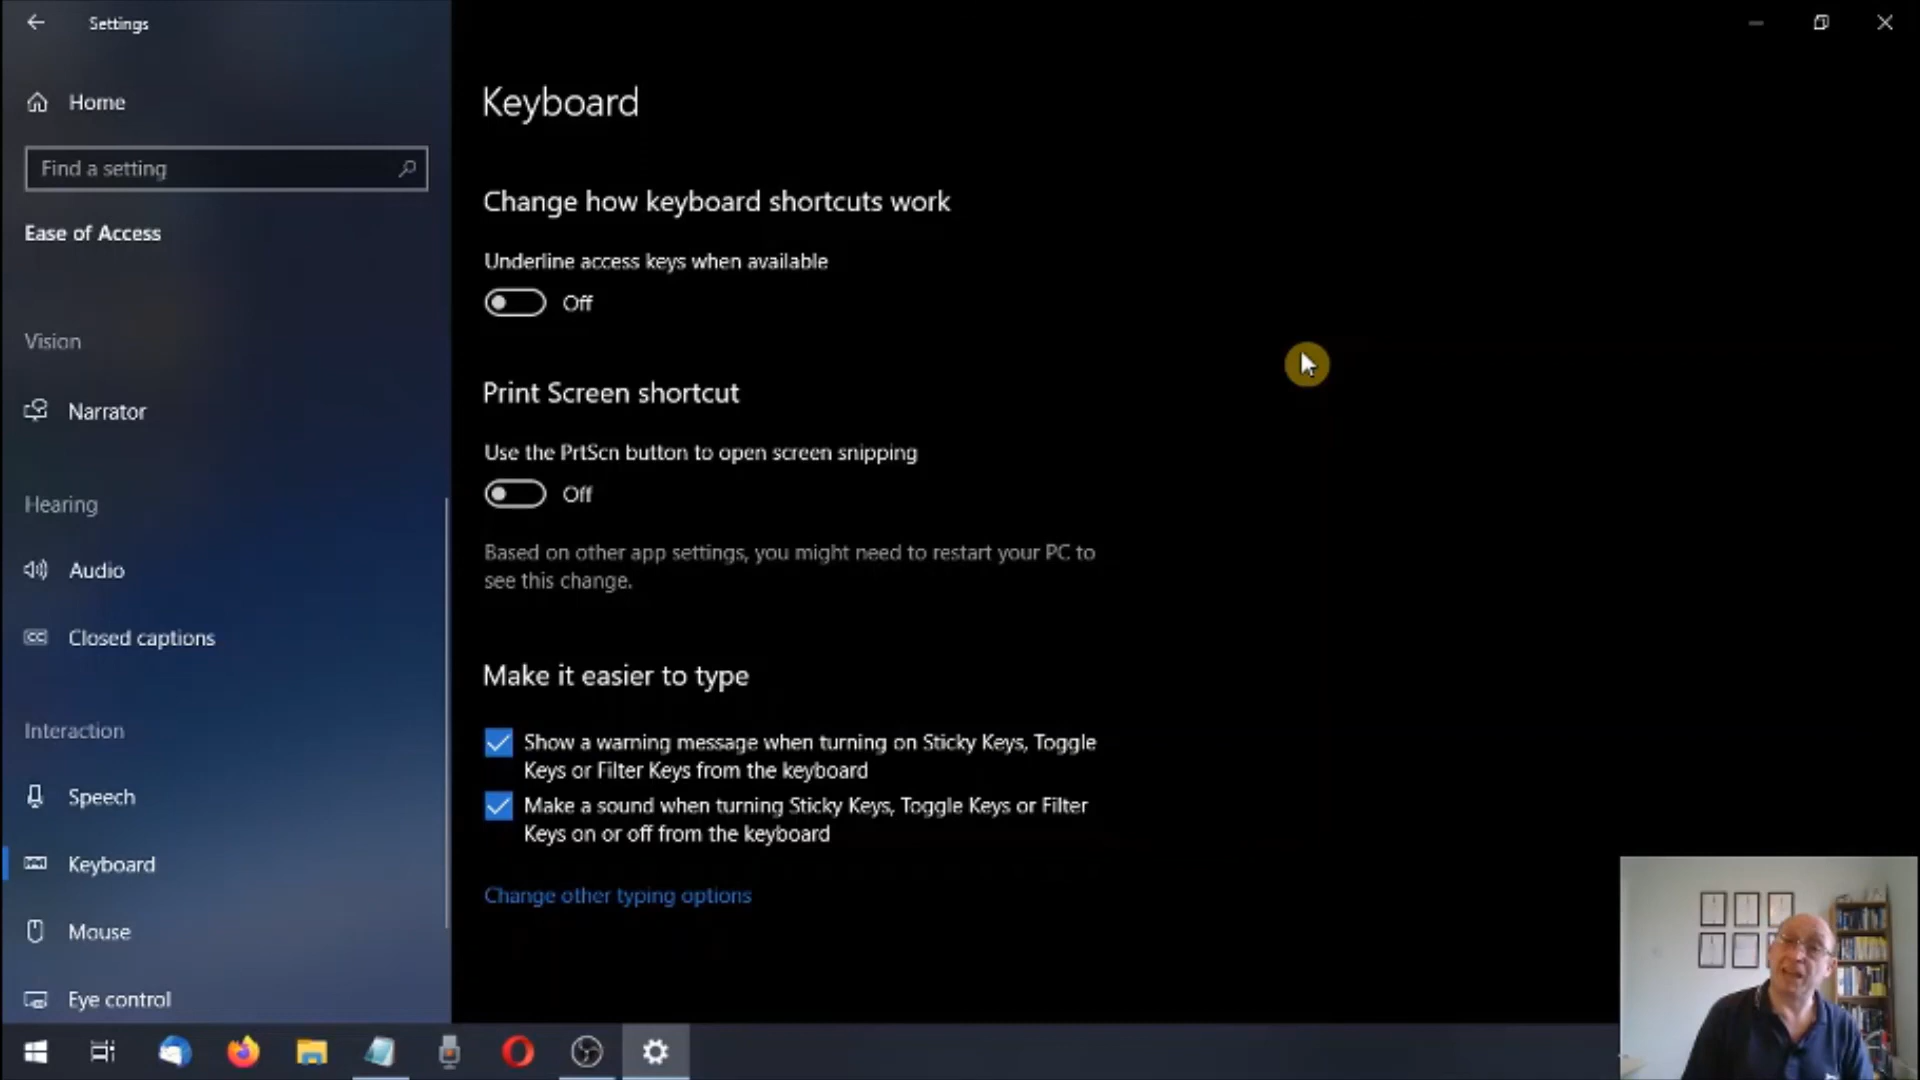 Settings
Home
Find a setting
Ease of Access
Vision
Narrator
Hearing
Audio
Closed captions
Interaction
Speech
Keyboard
Mouse
Eye control
Keyboard
Change how keyboard shortcuts work
Underline access keys when available
Off
Print Screen shortcut
Use the PrtScn button to open screen snipping
Off
Based on other app settings, you might need to restart your PC to
see this change.
Make it easier to type
Show a warning message when turning on Sticky Keys, Toggle
Keys or Filter Keys from the keyboard
Make a sound when turning Sticky Keys, Toggle Keys or Filter
Keys on or off from the keyboard
Change other typing options